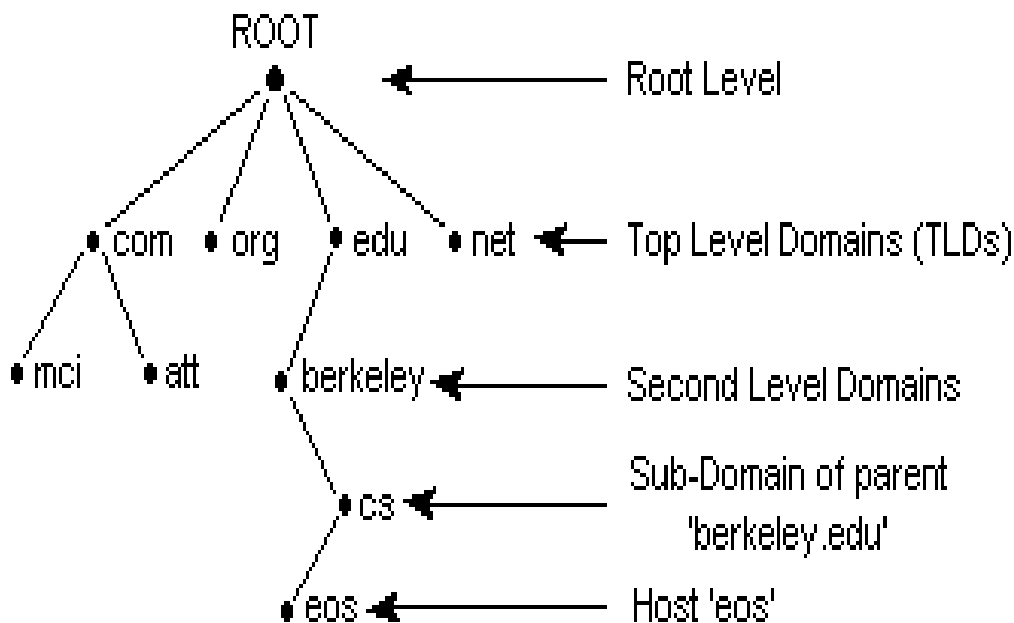 ROOT
Root Level
com org edu net Top Level Domains (TLDs)
mci att berkeley Second Level Domains
cs Sub-Domain of parent
'berkeley.edu'
eos Host 'eos'